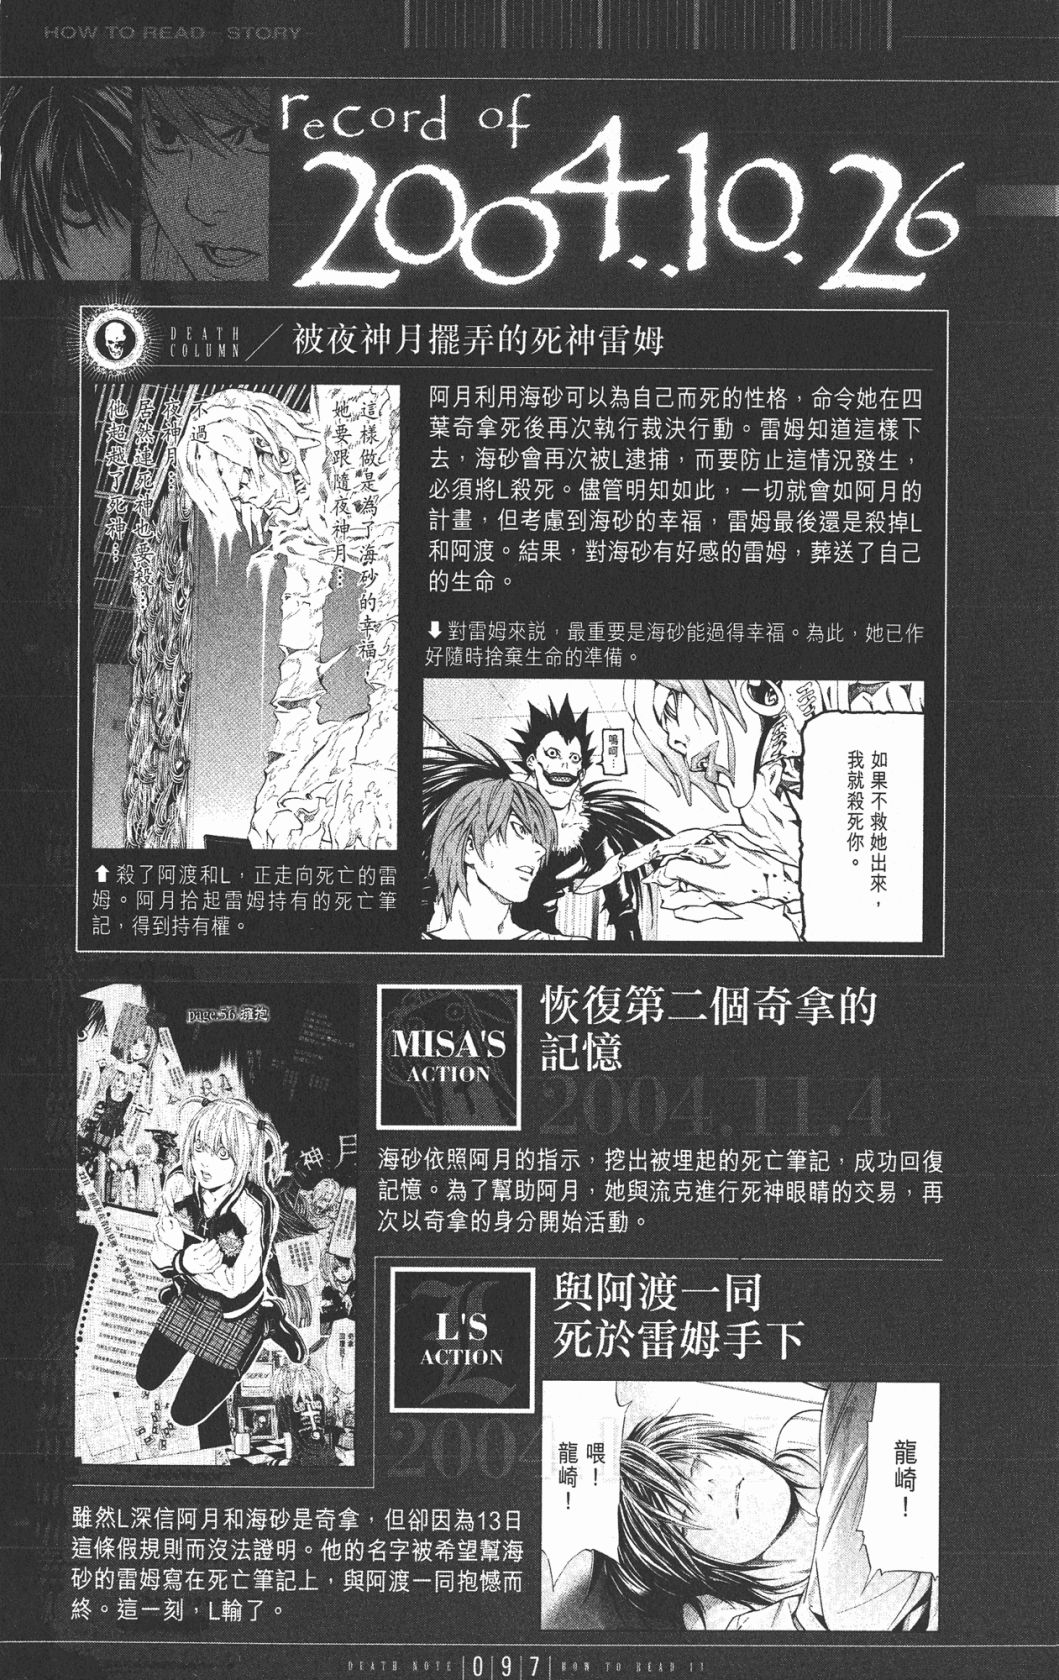 HOW TO READ - STORY -
record of
2004.10.26
DEATH
COLUMN
被夜神月擺弄的死神雷姆
這樣做是為了海砂的幸福…
她要跟隨夜神月…
不過…
夜神月…
居然連死神也要殺…
他超越了死神…
阿月利用海砂可以為自己而死的性格，命令她在四
葉奇拿死後再次執行裁決行動。雷姆知道這樣下
去，海砂會再次被L逮捕，而要防止這情況發生，
必須將L殺死。儘管明知如此，一切就會如阿月的
計畫，但考慮到海砂的幸福，雷姆最後還是殺掉L
和阿渡。結果，對海砂有好感的雷姆，葬送了自己
的生命。
⬇對雷姆來説，最重要是海砂能過得幸福。為此，她已作
好隨時捨棄生命的準備。
如果不救她出來，
我就殺死你。
嗚呵…
⬆殺了阿渡和L，正走向死亡的雷
姆。阿月拾起雷姆持有的死亡筆
記，得到持有權。
page.56 擁抱
神月
MISA'S
ACTION
恢復第二個奇拿的
記憶
2004.11.4
海砂依照阿月的指示，挖出被埋起的死亡筆記，成功回復
記憶。為了幫助阿月，她與流克進行死神眼睛的交易，再
次以奇拿的身分開始活動。
L'S
ACTION
與阿渡一同
死於雷姆手下
龍崎！
喂！
龍崎！
雖然L深信阿月和海砂是奇拿，但卻因為13日
這條假規則而沒法證明。他的名字被希望幫海
砂的雷姆寫在死亡筆記上，與阿渡一同抱憾而
終。這一刻，L輸了。
DEATH NOTE 097 HOW TO READ 13